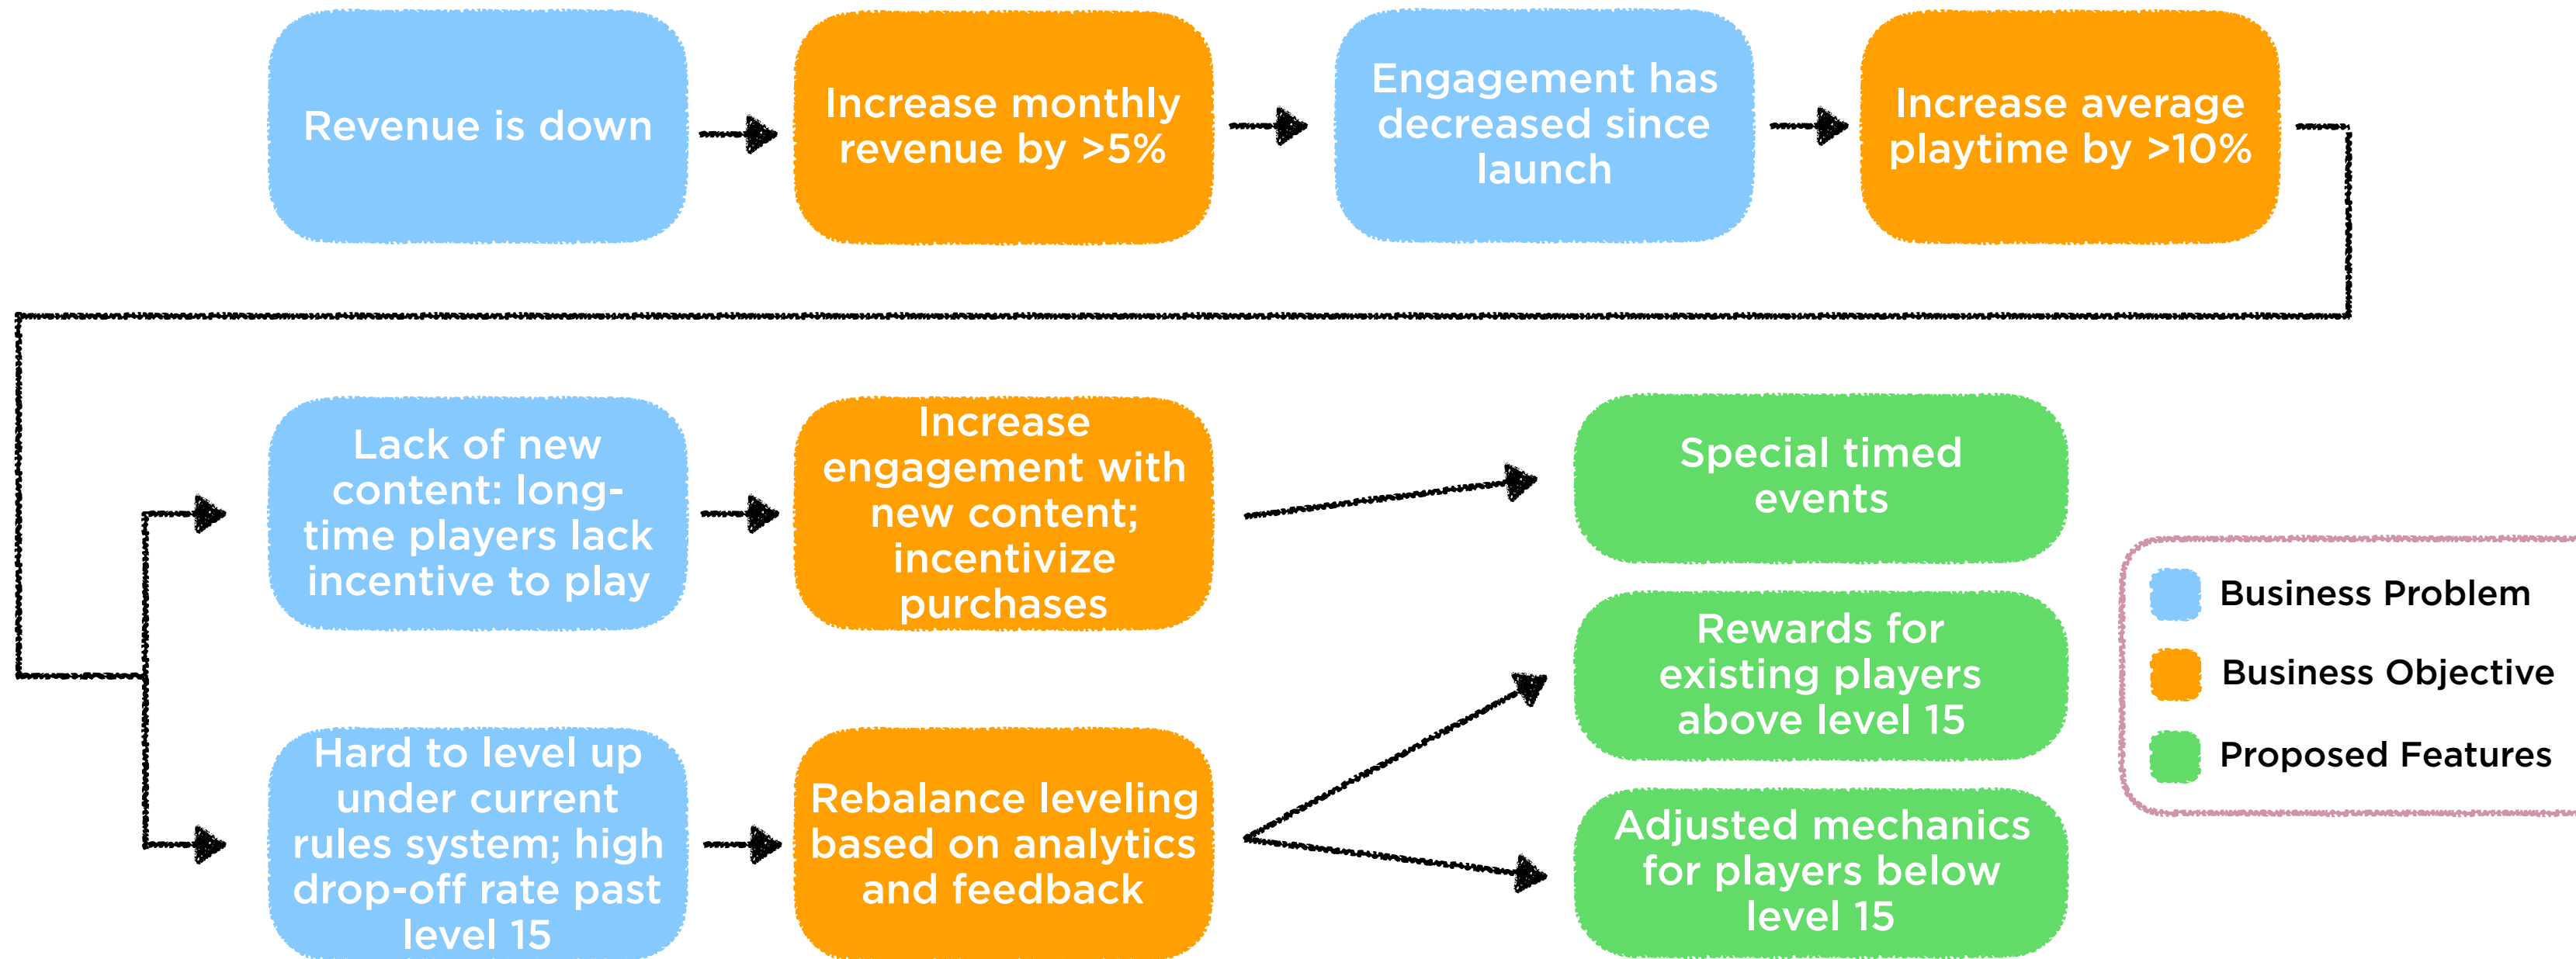 Revenue is down
Increase monthly
revenue by >5%
Engagement has
decreased since
launch
Increase average
playtime by >10%
Lack of new
content: long-
time players lack
incentive to play
Increase
engagement with
new content;
incentivize
purchases
Special timed
events
Rewards for
existing players
above level 15
Hard to level up
under current
rules system; high
drop-off rate past
level 15
Rebalance leveling
based on analytics
and feedback
Adjusted mechanics
for players below
level 15
Business Problem
Business Objective
Proposed Features